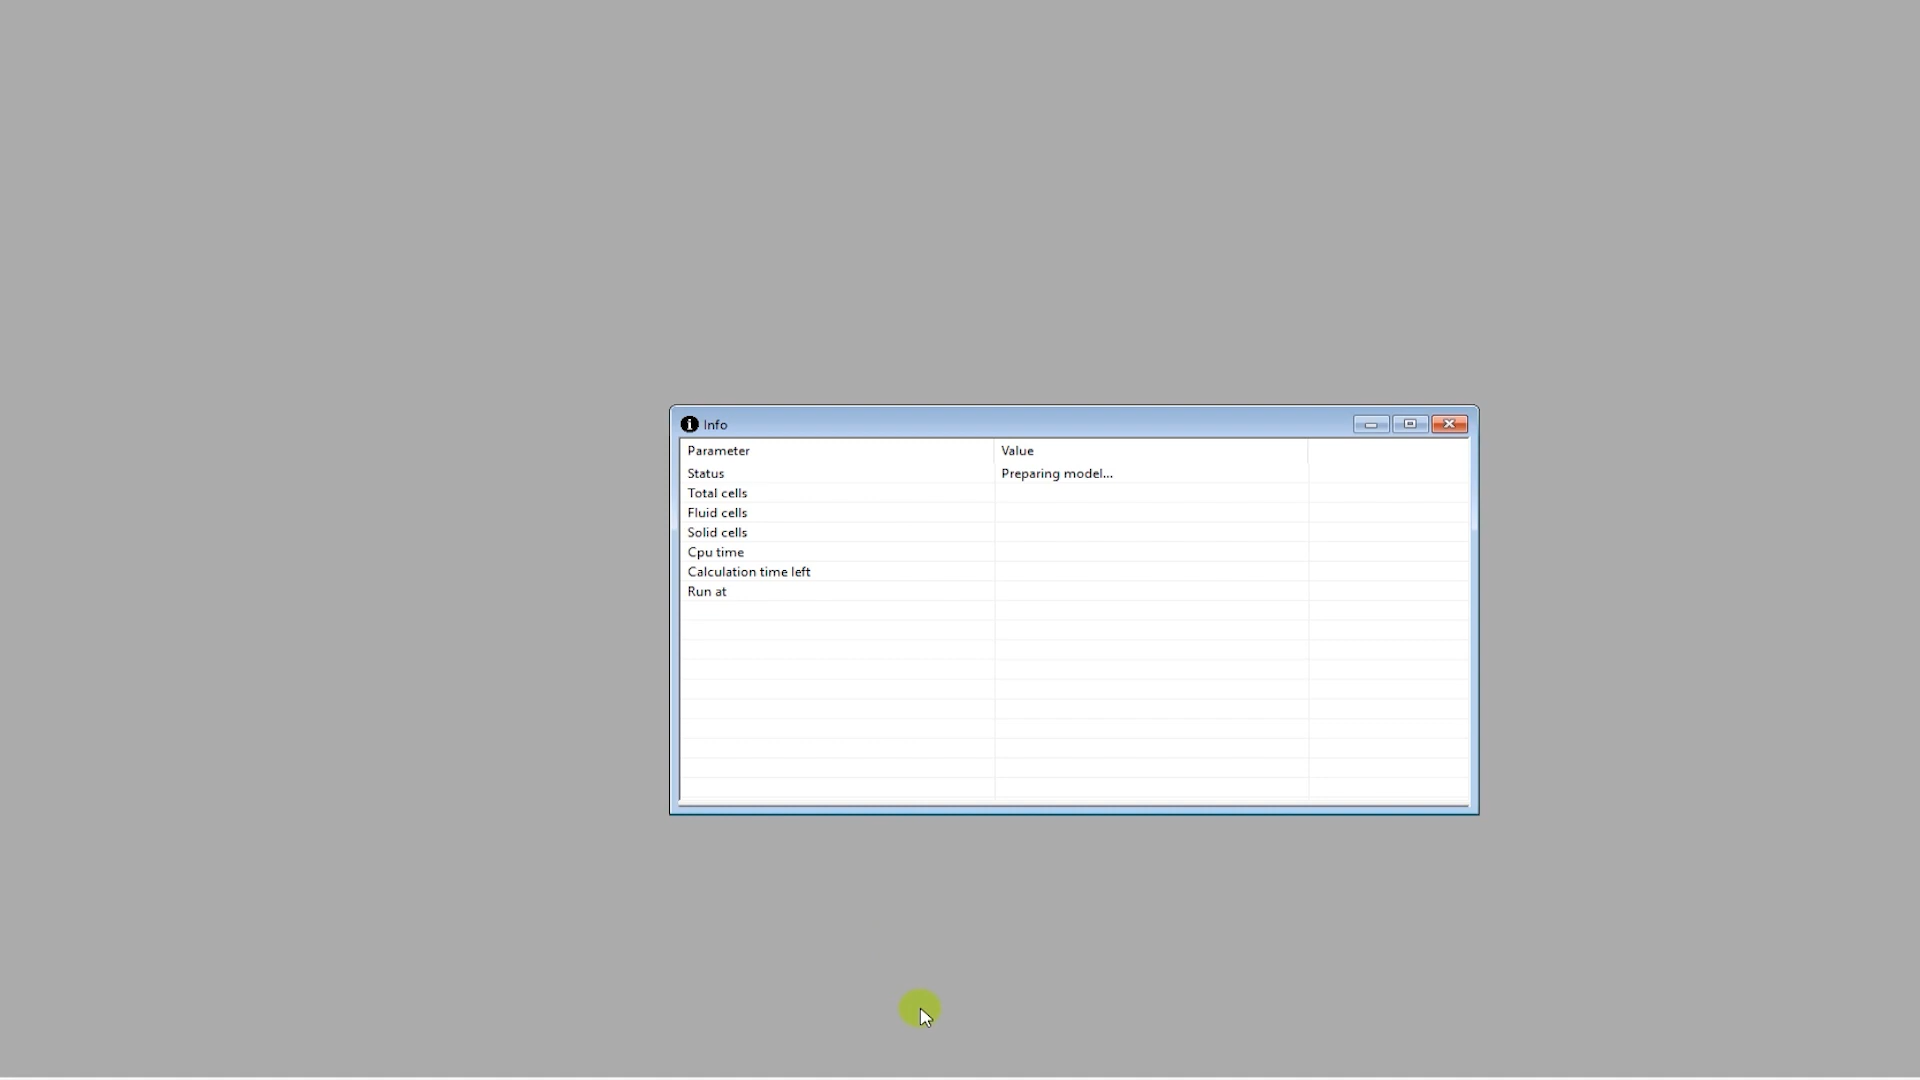 Info
Parameter Value
Status Preparing model...
Total cells
Fluid cells
Solid cells
Cpu time
Calculation time left
Run at